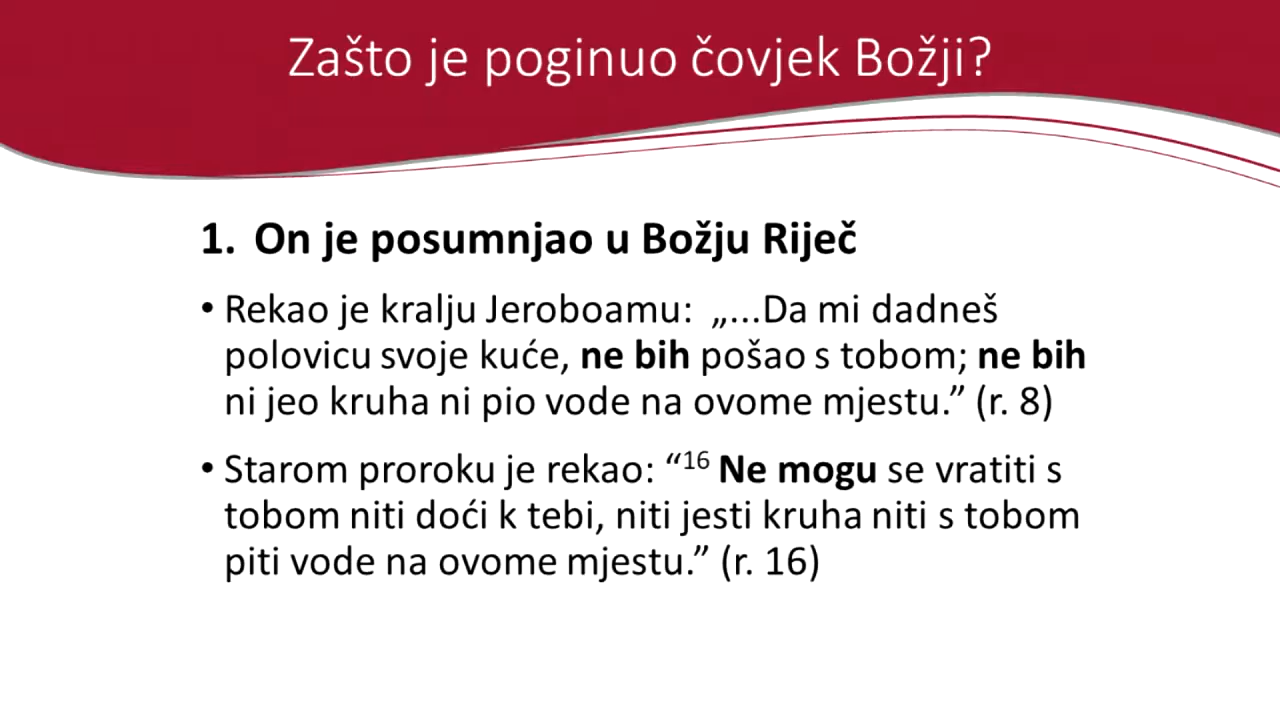 Zašto je poginuo čovjek Božji?
1. On je posumnjao u Božju Riječ
• Rekao je kralju Jeroboamu: „...Da mi dadneš
polovicu svoje kuće, ne bih pošao s tobom; ne bih
ni jeo kruha ni pio vode na ovome mjestu.” (r. 8)
• Starom proroku je rekao: “16 Ne mogu se vratiti s
tobom niti doći k tebi, niti jesti kruha niti s tobom
piti vode na ovome mjestu.” (r. 16)